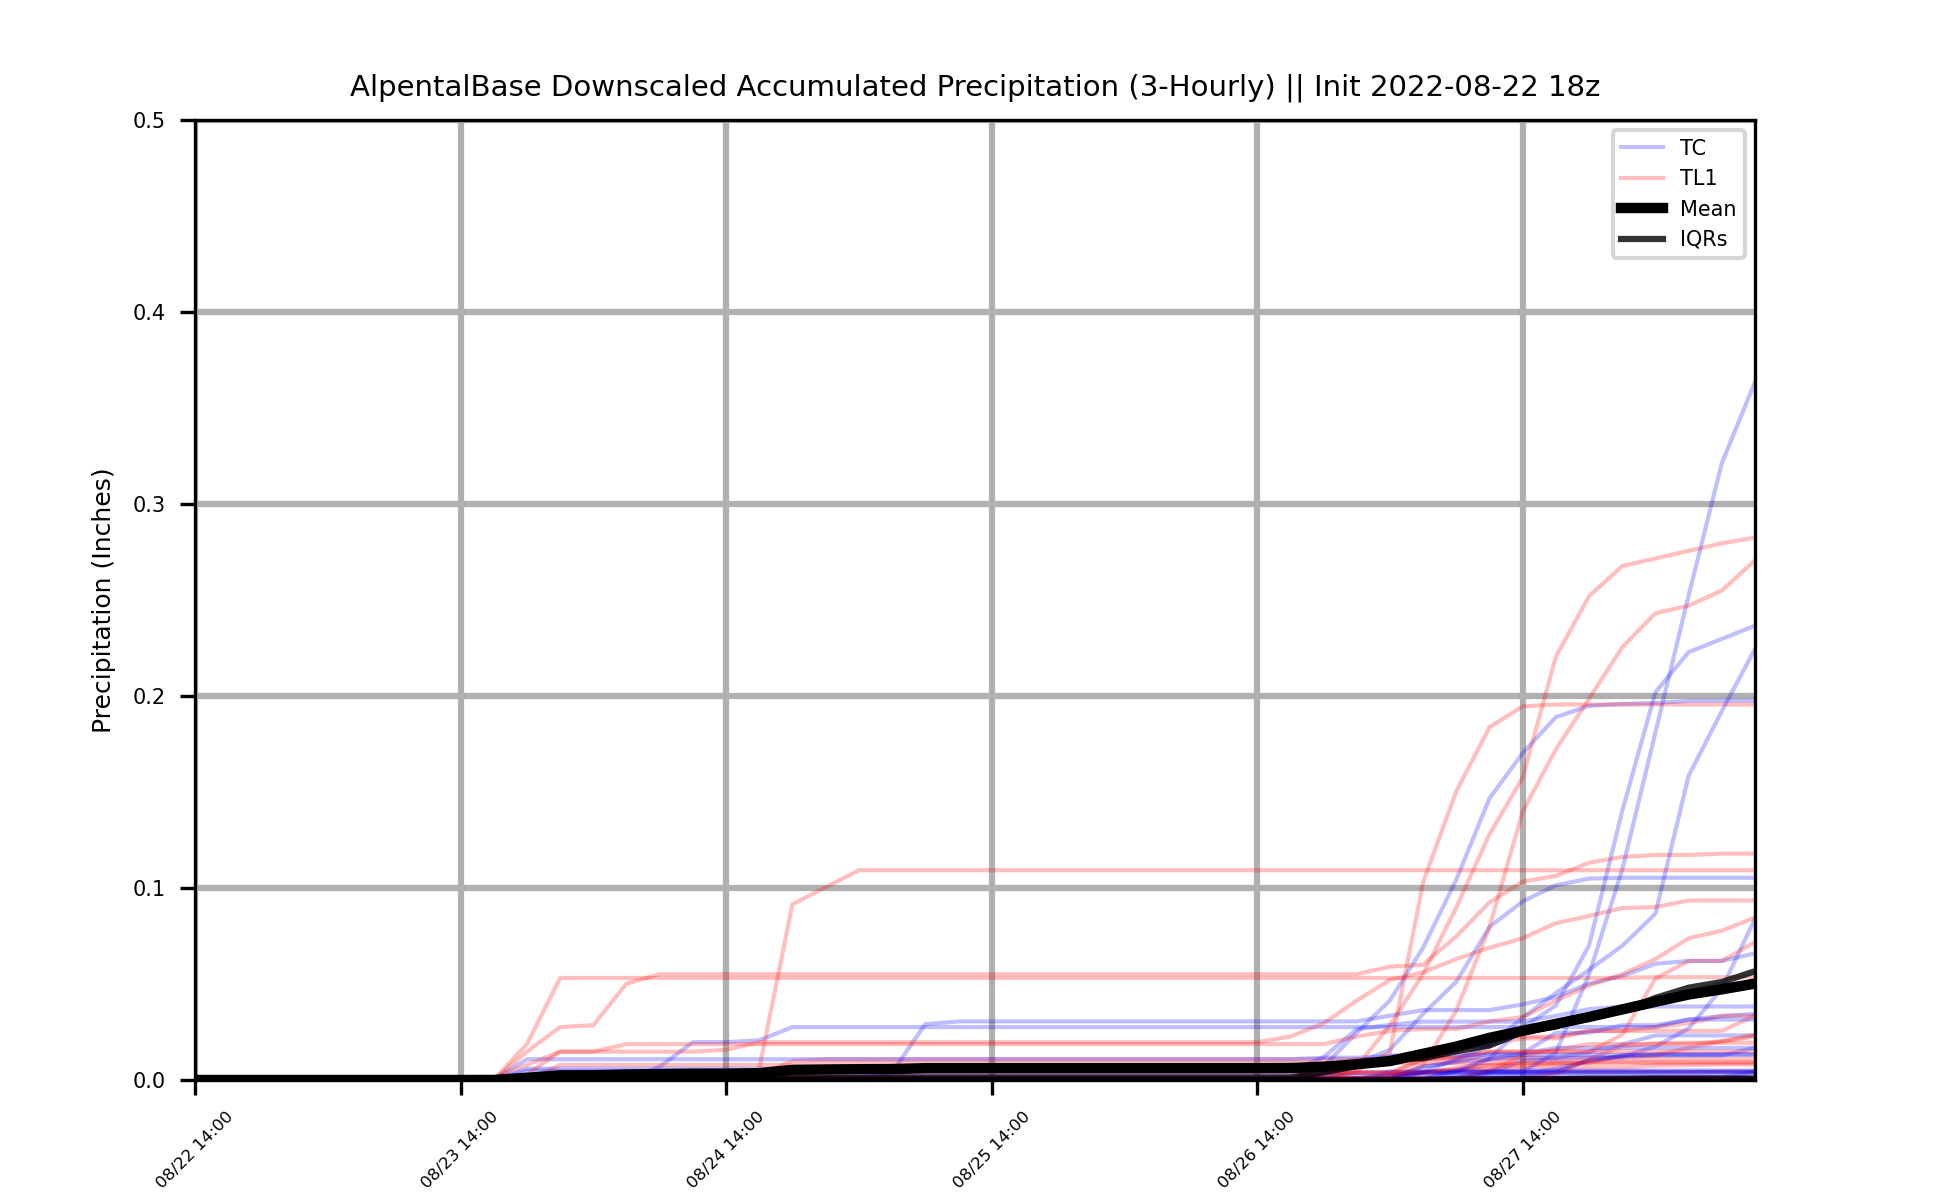 AlpentalBase Downscaled Accumulated Precipitation (3-Hourly) || Init 2022-08-22 18z
TC
TL1
Mean
IQRs
Precipitation (Inches)
0.5
0.4
0.3
0.2
0.1
0.0
08/22 14:00
08/23 14:00
08/24 14:00
08/25 14:00
08/26 14:00
08/27 14:00